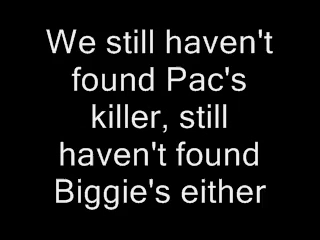 We still haven't
found Pac's
killer, still
haven't found
Biggie's either